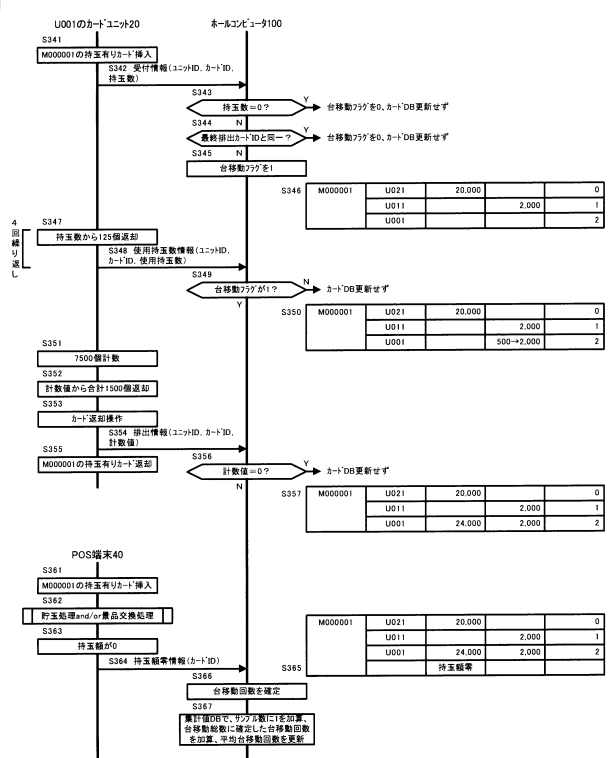 U001のカードユニット20
ホールコンピュータ100
S341
M000001の持玉有りカード挿入
S342 受付情報(ユニットID、カードID、
持玉数)
S343
持玉数=0?
Y
台移動フラグを0、カードDB更新せず
S344
N
最終排出カードIDと同一?
Y
台移動フラグを0、カードDB更新せず
S345
N
台移動フラグを1
S346
M000001 U021 20,000 0
U011 2,000 1
U001 2
4回繰り返し
S347
持玉数から125個返却
S348 使用持玉数情報(ユニットID、
カードID、使用持玉数)
S349
台移動フラグが1?
N
カードDB更新せず
Y
S350
M000001 U021 20,000 0
U011 2,000 1
U001 500→2,000 2
S351
7500個計数
S352
計数値から合計1500個返却
S353
カード返却操作
S354 排出情報(ユニットID、カードID、
計数値)
S355
M000001の持玉有りカード返却
S356
計数値=0?
Y
カードDB更新せず
N
S357
M000001 U021 20,000 0
U011 2,000 1
U001 24,000 2,000 2
POS端末40
S361
M000001の持玉有りカード挿入
S362
貯玉処理and/or景品交換処理
S363
持玉額が0
S364 持玉額零情報(カードID)
S365
M000001 U021 20,000 0
U011 2,000 1
U001 24,000 2,000 2
持玉額零
S366
台移動回数を確定
S367
集計値DBで、サンプル数に1を加算、
台移動総数に確定した台移動回数
を加算、平均台移動回数を更新